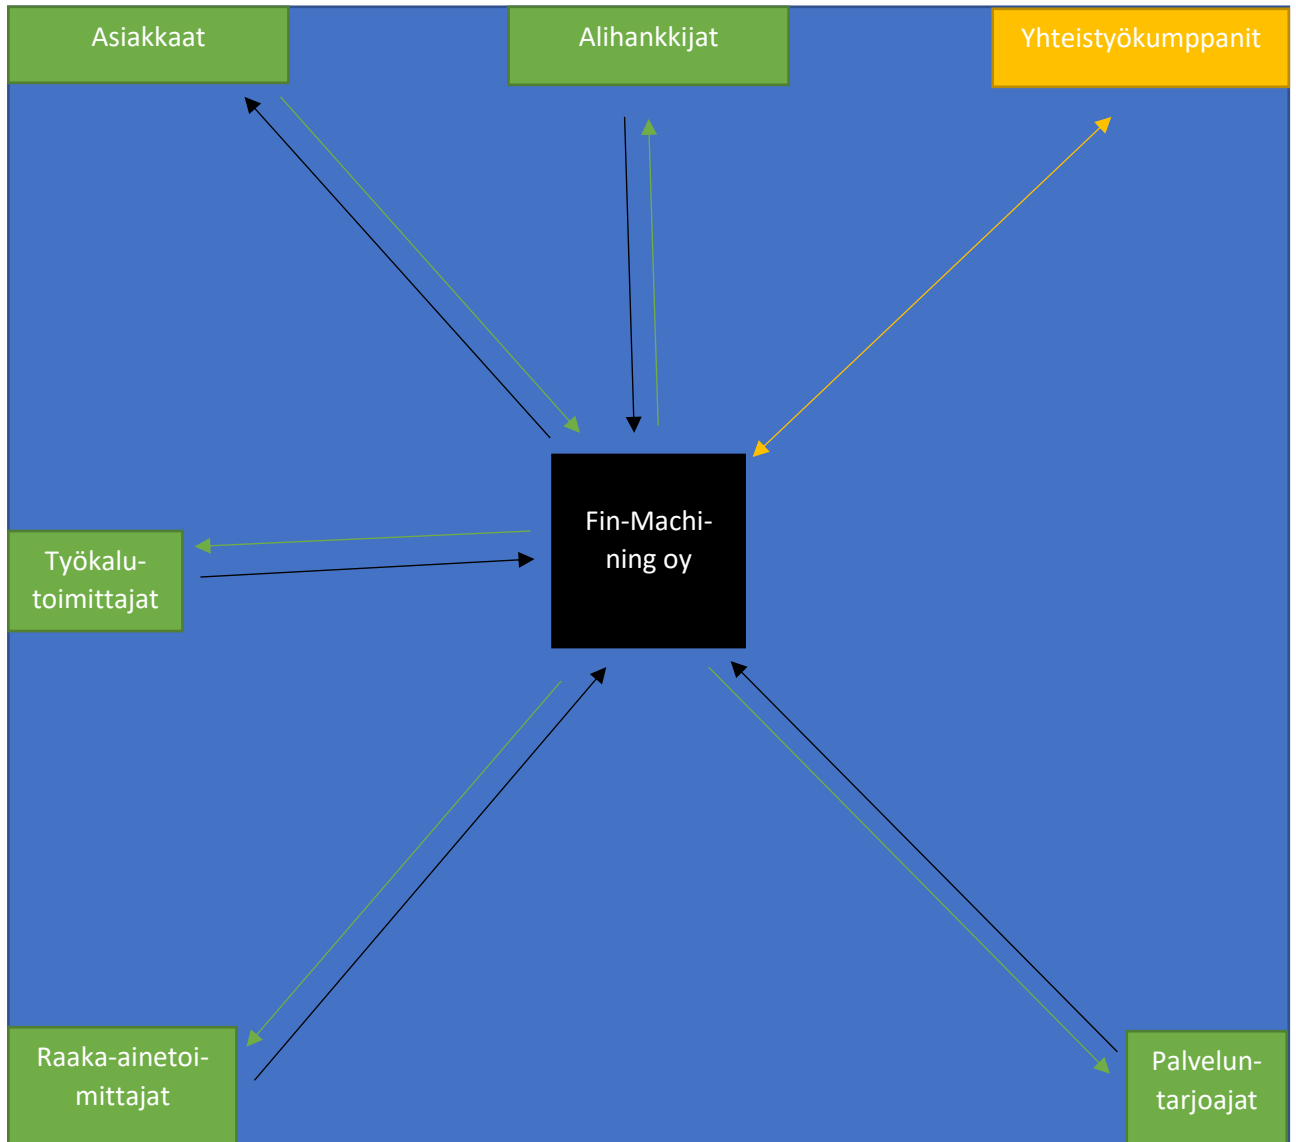 Asiakkaat
Alihankkijat
Yhteistyökumppanit
Fin-Machi-
ning oy
Työkalu-
toimittajat
Raaka-ainetoi-
mittajat
Palvelun-
tarjoajat